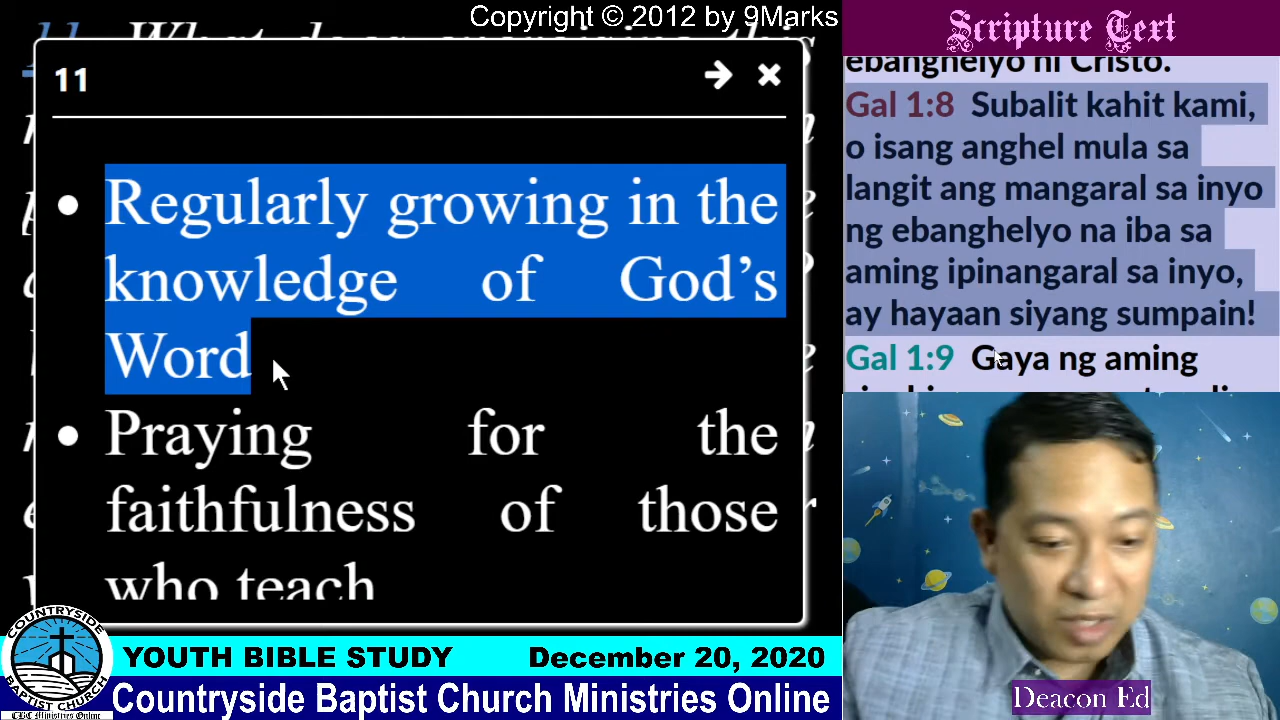 Copyright © 2012 by 9Marks
11
Regularly growing in the
knowledge of God’s
Word
Praying for the
faithfulness of those
who teach
Scripture Text
ebanghelyo ni Cristo.
Gal 1:8 Subalit kahit kami,
o isang anghel mula sa
langit ang mangaral sa inyo
ng ebanghelyo na iba sa
aming ipinangaral sa inyo,
ay hayaan siyang sumpain!
Gal 1:9 Gaya ng aming
COUNTRYSIDE
BAPTIST CHURCH
CBC Ministries Online
YOUTH BIBLE STUDY December 20, 2020
Countryside Baptist Church Ministries Online
Deacon Ed